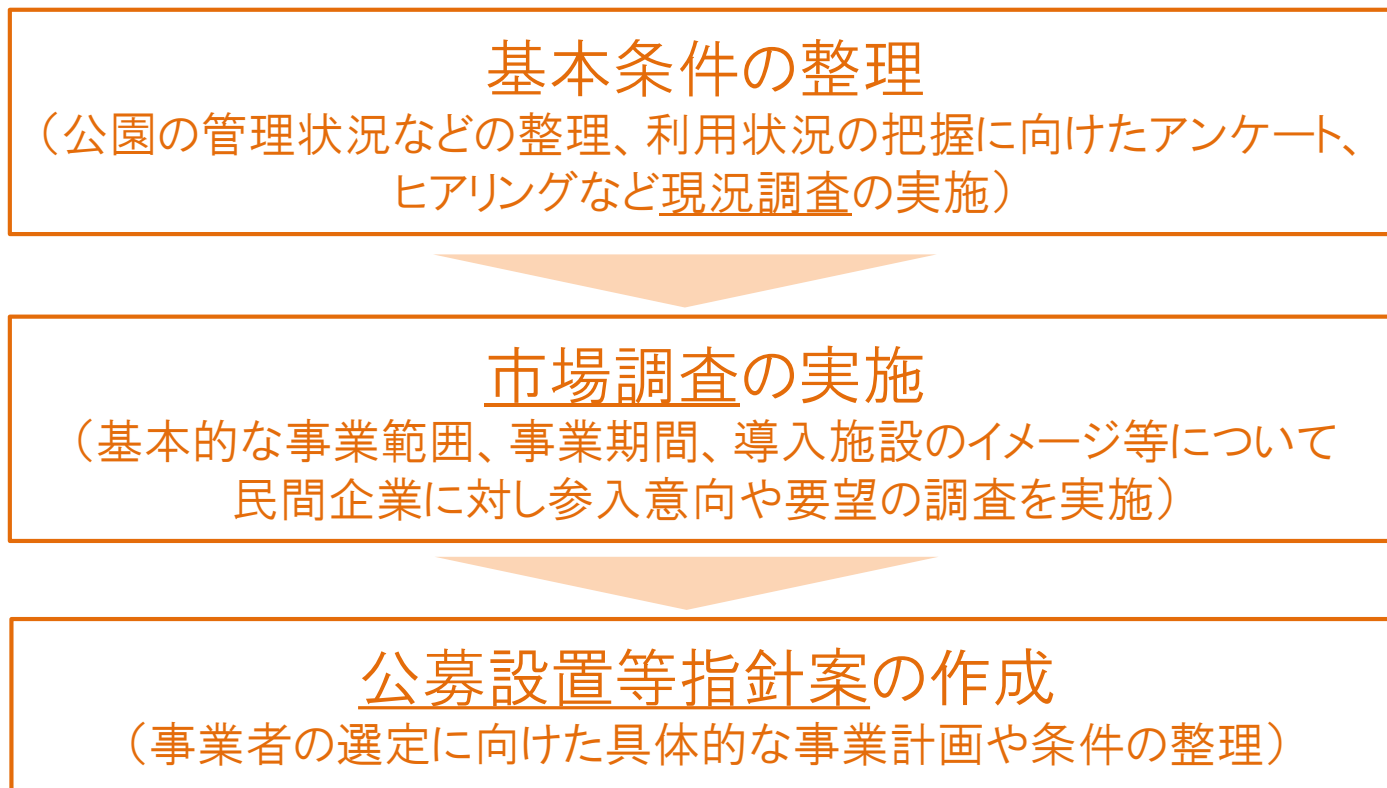 基本条件の整理
（公園の管理状況などの整理、利用状況の把握に向けたアンケート、
ヒアリングなど現況調査の実施）
市場調査の実施
（基本的な事業範囲、事業期間、導入施設のイメージ等について
民間企業に対し参入意向や要望の調査を実施）
公募設置等指針案の作成
（事業者の選定に向けた具体的な事業計画や条件の整理）